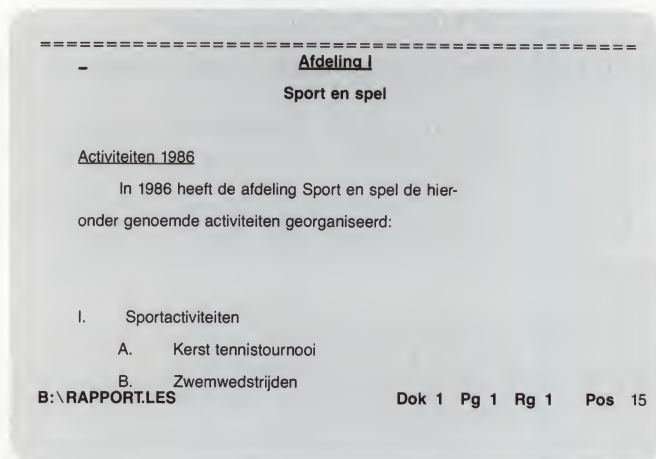 ==================================================
Afdeling I
Sport en spel
Activiteiten 1986
In 1986 heeft de afdeling Sport en spel de hier-
onder genoemde activiteiten georganiseerd:
I. Sportactiviteiten
A. Kerst tennistournooi
B. Zwemwedstrijden
B:\RAPPORT.LES Dok 1 Pg 1 Rg 1 Pos 15